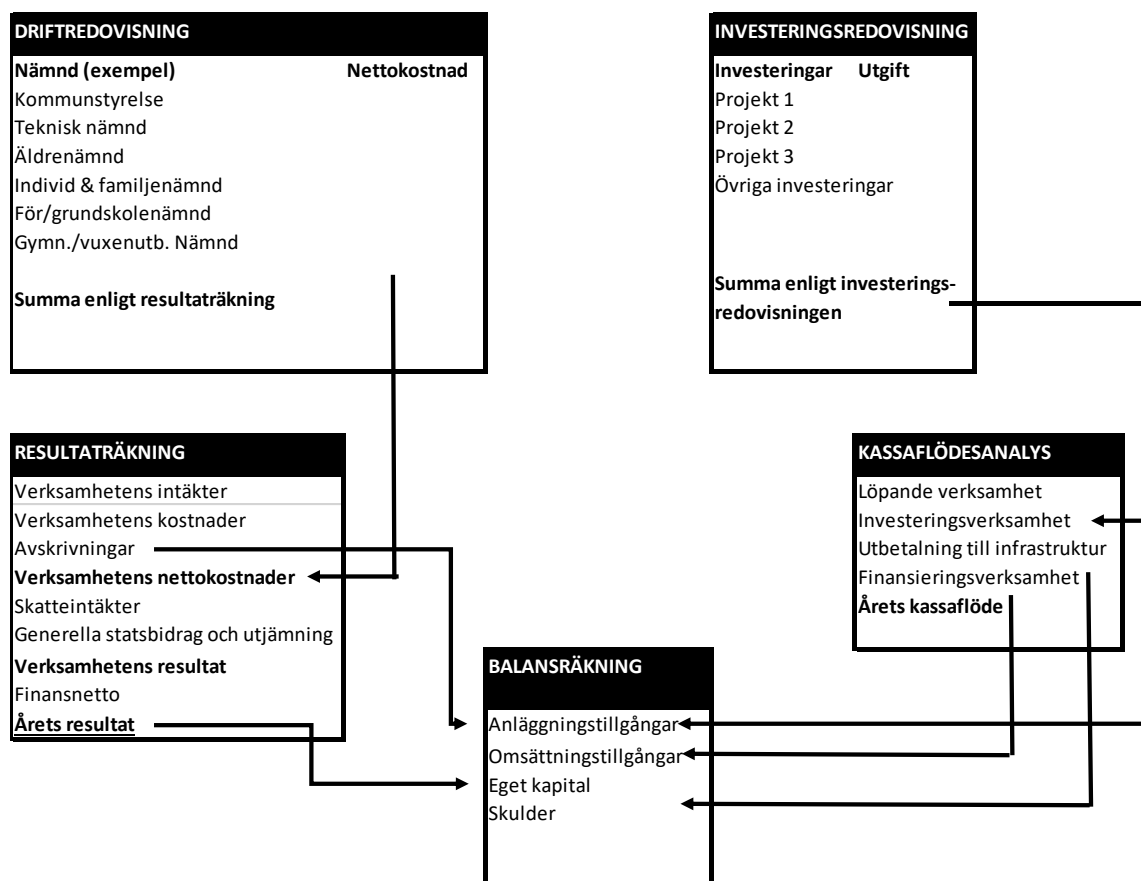 DRIFTREDOVISNING
Nämnd (exempel) Nettokostnad
Kommunstyrelse
Teknisk nämnd
Äldrenämnd
Individ & familjenämnd
För/grundskolenämnd
Gymn./vuxenutb. Nämnd
Summa enligt resultaträkning
INVESTERINGSREDOVISNING
Investeringar Utgift
Projekt 1
Projekt 2
Projekt 3
Övriga investeringar
Summa enligt investerings-
redovisningen
RESULTATRÄKNING
Verksamhetens intäkter
Verksamhetens kostnader
Avskrivningar
Verksamhetens nettokostnader
Skatteintäkter
Generella statsbidrag och utjämning
Verksamhetens resultat
Finansnetto
Årets resultat
KASSAFLÖDESANALYS
Löpande verksamhet
Investeringsverksamhet
Utbetalning till infrastruktur
Finansieringsverksamhet
Årets kassaflöde
BALANSRÄKNING
Anläggningstillgångar
Omsättningstillgångar
Eget kapital
Skulder